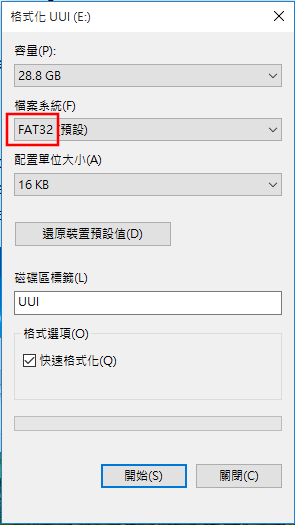 格式化 UUI (E:)
容量(P):
28.8 GB
檔案系統(F)
FAT32 (預設)
配置單位大小(A)
16 KB
還原裝置預設值(D)
磁碟區標籤(L)
UUI
格式選項(O)
快速格式化(Q)
開始(S)
關閉(C)